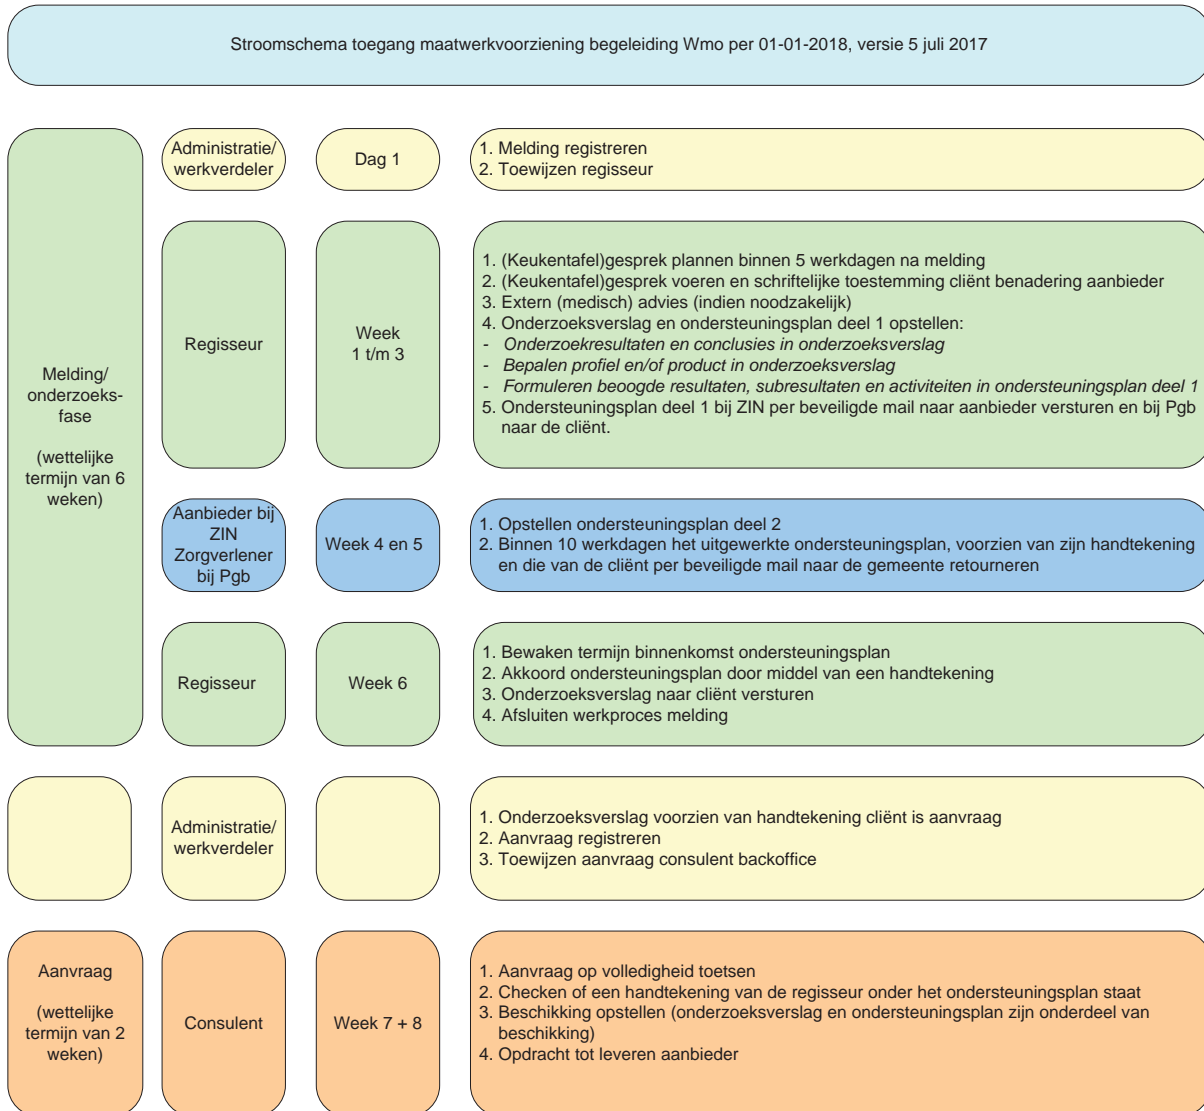 Stroomschema toegang maatwerkvoorziening begeleiding Wmo per 01-01-2018, versie 5 juli 2017
Melding/
onderzoeks-
fase
(wettelijke
termijn van 6
weken)
Administratie/
werkverdeler
Dag 1
1. Melding registreren
2. Toewijzen regisseur
Regisseur
Week
1 t/m 3
1. (Keukentafel)gesprek plannen binnen 5 werkdagen na melding
2. (Keukentafel)gesprek voeren en schriftelijke toestemming cliënt benadering aanbieder
3. Extern (medisch) advies (indien noodzakelijk)
4. Onderzoeksverslag en ondersteuningsplan deel 1 opstellen:
- Onderzoekresultaten en conclusies in onderzoeksverslag
- Bepalen profiel en/of product in onderzoeksverslag
- Formuleren beoogde resultaten, subresultaten en activiteiten in ondersteuningsplan deel 1
5. Ondersteuningsplan deel 1 bij ZIN per beveiligde mail naar aanbieder versturen en bij Pgb
naar de cliënt.
Aanbieder bij
ZIN
Zorgverlener
bij Pgb
Week 4 en 5
1. Opstellen ondersteuningsplan deel 2
2. Binnen 10 werkdagen het uitgewerkte ondersteuningsplan, voorzien van zijn handtekening
en die van de cliënt per beveiligde mail naar de gemeente retourneren
Regisseur
Week 6
1. Bewaken termijn binnenkomst ondersteuningsplan
2. Akkoord ondersteuningsplan door middel van een handtekening
3. Onderzoeksverslag naar cliënt versturen
4. Afsluiten werkproces melding
Administratie/
werkverdeler
1. Onderzoeksverslag voorzien van handtekening cliënt is aanvraag
2. Aanvraag registreren
3. Toewijzen aanvraag consulent backoffice
Aanvraag
(wettelijke
termijn van 2
weken)
Consulent
Week 7 + 8
1. Aanvraag op volledigheid toetsen
2. Checken of een handtekening van de regisseur onder het ondersteuningsplan staat
3. Beschikking opstellen (onderzoeksverslag en ondersteuningsplan zijn onderdeel van
beschikking)
4. Opdracht tot leveren aanbieder